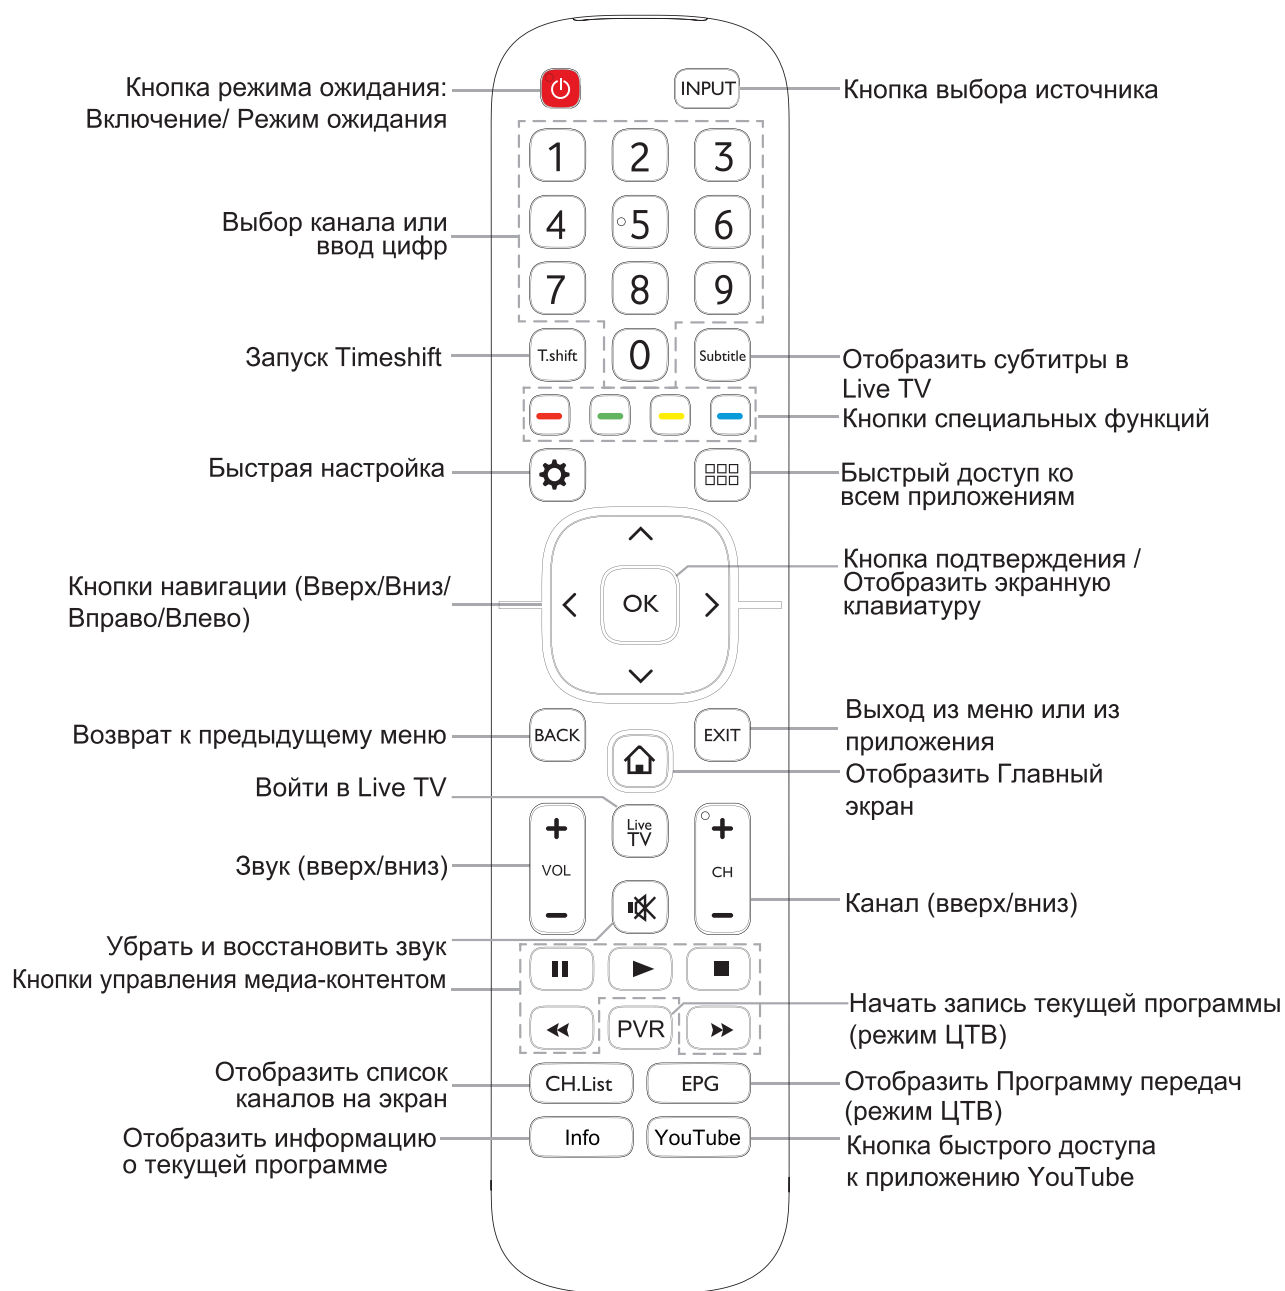 Кнопка режима ожидания:
Включение/ Режим ожидания
INPUT
Кнопка выбора источника
1
2
3
Выбор канала или
ввод цифр
4
5
6
7
8
9
Запуск Timeshift
T.shift
0
Subtitle
Отобразить субтитры в
Live TV
Кнопки специальных функций
Быстрая настройка
Быстрый доступ ко
всем приложениям
Кнопки навигации (Вверх/Вниз/
Вправо/Влево)
OK
Кнопка подтверждения /
Отобразить экранную
клавиатуру
Возврат к предыдущему меню
BACK
EXIT
Выход из меню или из
приложения
Отобразить Главный
экран
Войти в Live TV
Live
TV
Звук (вверх/вниз)
VOL
CH
Канал (вверх/вниз)
Убрать и восстановить звук
Кнопки управления медиа-контентом
PVR
Начать запись текущей программы
(режим ЦТВ)
Отобразить список
каналов на экран
CH.List
EPG
Отобразить Программу передач
(режим ЦТВ)
Отобразить информацию
о текущей программе
Info
YouTube
Кнопка быстрого доступа
к приложению YouTube